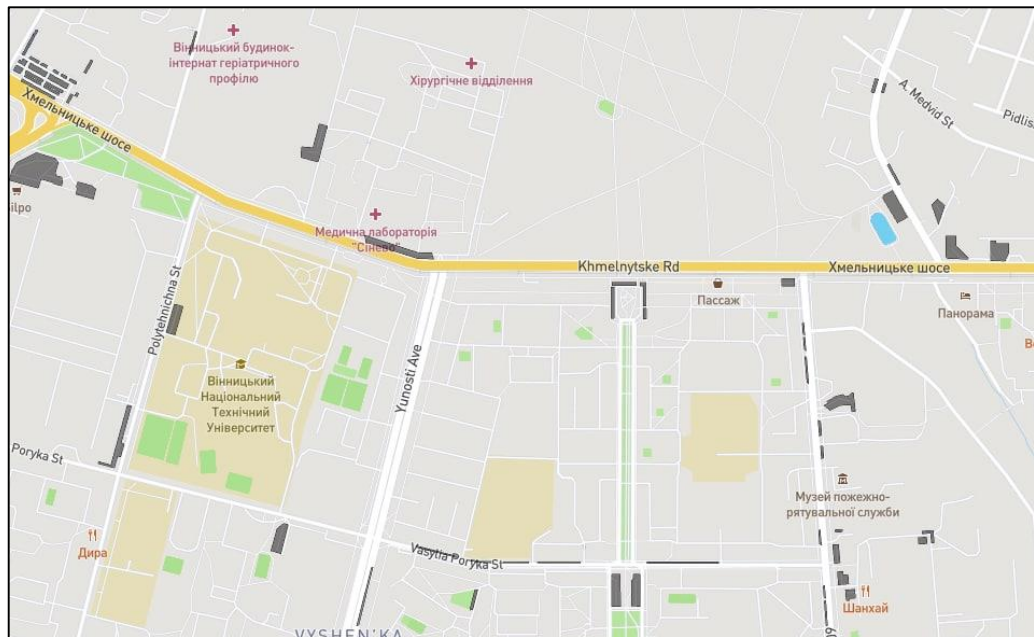 Вінницький будинок-
інтернат геріатричного
профілю
Хірургічне відділення
Хмельницьке шосе
A. Medvid St
Медична лабораторія
"Сінево"
Khmelnytske Rd
Хмельницьке шосе
Пассаж
Панорама
Polytehnichna St
Yunosti Ave
Вінницький
Національний
Технічний
Університет
Poryka St
Музей пожежно-
рятувальної служби
Дира
Vasylia Poryka St
Шанхай
VYSHEN'KA